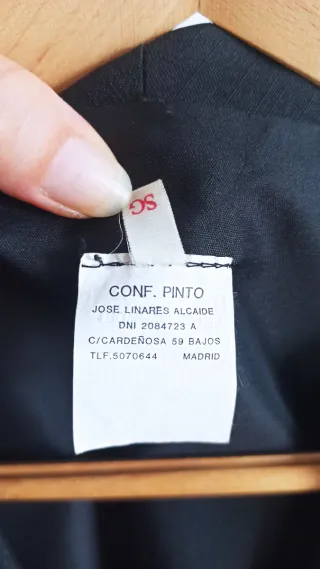 SG
CONF. PINTO
JOSE LINARES ALCAIDE
DNI 2084723 A
C/CARDEÑOSA 59 BAJOS
TLF. 5070644 MADRID